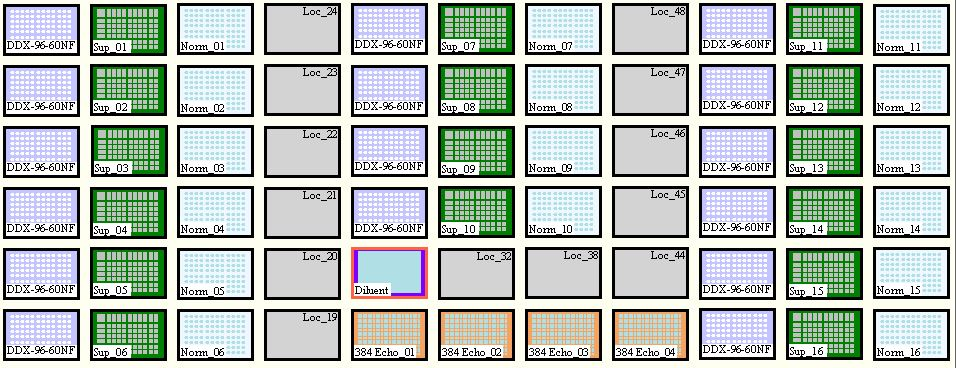 DDX-96-60NF Sup_01 Norm_01 Loc_24 DDX-96-60NF Sup_07 Norm_07 Loc_48 DDX-96-60NF Sup_11 Norm_11
DDX-96-60NF Sup_02 Norm_02 Loc_23 DDX-96-60NF Sup_08 Norm_08 Loc_47 DDX-96-60NF Sup_12 Norm_12
DDX-96-60NF Sup_03 Norm_03 Loc_22 DDX-96-60NF Sup_09 Norm_09 Loc_46 DDX-96-60NF Sup_13 Norm_13
DDX-96-60NF Sup_04 Norm_04 Loc_21 DDX-96-60NF Sup_10 Norm_10 Loc_45 DDX-96-60NF Sup_14 Norm_14
DDX-96-60NF Sup_05 Norm_05 Loc_20 Diluent Loc_32 Loc_38 Loc_44 DDX-96-60NF Sup_15 Norm_15
DDX-96-60NF Sup_06 Norm_06 Loc_19 384 Echo_01 384 Echo_02 384 Echo_03 384 Echo_04 DDX-96-60NF Sup_16 Norm_16